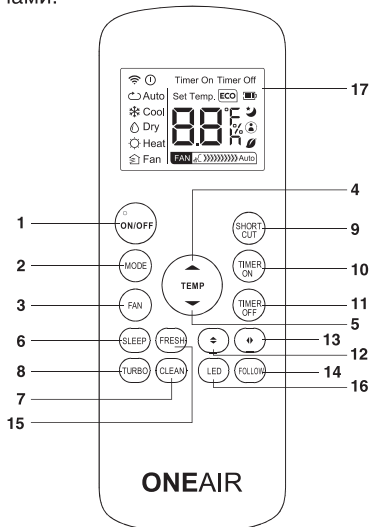 чами.
Timer On Timer Off
17
Auto Set Temp. ECO
Cool
Dry
Heat
Fan
88°F
%h
FAN Auto
4
1
ON/OFF
SHORT CUT
9
2
MODE
TEMP
TIMER ON
10
3
FAN
TIMER OFF
11
5
6
SLEEP
FRESH
13
12
8
TURBO
CLEAN
LED
FOLLOW
14
7
16
15
ONEAIR